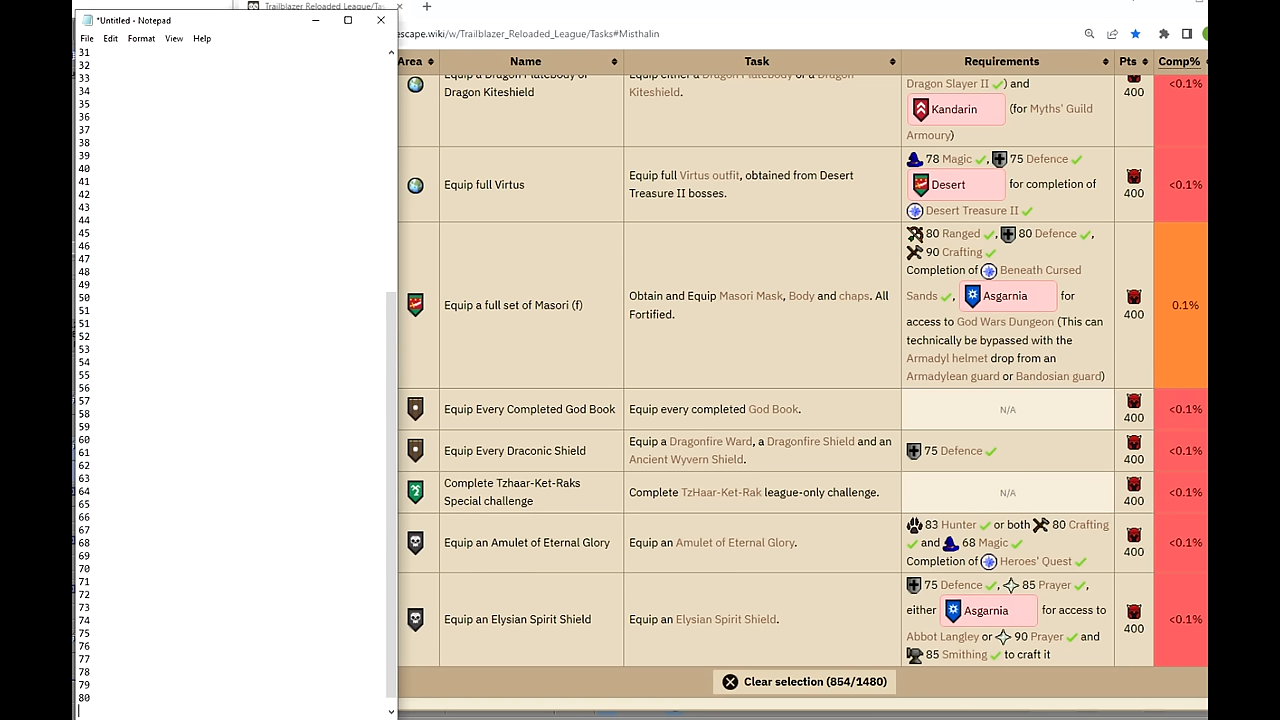 *Untitled - Notepad
File Edit Format View Help
31
32
33
34
35
36
37
38
39
40
41
42
43
44
45
46
47
48
49
50
51
51
52
53
54
55
56
57
58
59
60
61
62
63
64
65
66
67
68
69
70
71
72
73
74
75
76
77
78
79
80
Trailblazer Reloaded League/Tas
escape.wiki/w/Trailblazer_Reloaded_League/Tasks#Misthalin
Area Name Task Requirements Pts Comp%
Equip a Dragon Platebody or
Dragon Kiteshield
Equip either a Dragon Platebody or a Dragon
Kiteshield.
Dragon Slayer II ✓) and
Kandarin (for Myths' Guild
Armoury)
400
<0.1%
Equip full Virtus
Equip full Virtus outfit, obtained from Desert
Treasure II bosses.
78 Magic ✓, 75 Defence ✓
Desert for completion of
Desert Treasure II ✓
400
<0.1%
Equip a full set of Masori (f)
Obtain and Equip Masori Mask, Body and chaps. All
Fortified.
80 Ranged ✓, 80 Defence ✓,
90 Crafting ✓
Completion of Beneath Cursed
Sands ✓, Asgarnia for
access to God Wars Dungeon (This can
technically be bypassed with the
Armadyl helmet drop from an
Armadylean guard or Bandosian guard)
400
0.1%
Equip Every Completed God Book
Equip every completed God Book.
N/A
400
<0.1%
Equip Every Draconic Shield
Equip a Dragonfire Ward, a Dragonfire Shield and an
Ancient Wyvern Shield.
75 Defence ✓
400
<0.1%
Complete Tzhaar-Ket-Raks
Special challenge
Complete TzHaar-Ket-Rak league-only challenge.
N/A
400
<0.1%
Equip an Amulet of Eternal Glory
Equip an Amulet of Eternal Glory.
83 Hunter ✓ or both 80 Crafting
✓ and 68 Magic ✓
Completion of Heroes' Quest ✓
400
<0.1%
Equip an Elysian Spirit Shield
Equip an Elysian Spirit Shield.
75 Defence ✓, 85 Prayer ✓,
either Asgarnia for access to
Abbot Langley or 90 Prayer ✓ and
85 Smithing ✓ to craft it
400
<0.1%
Clear selection (854/1480)